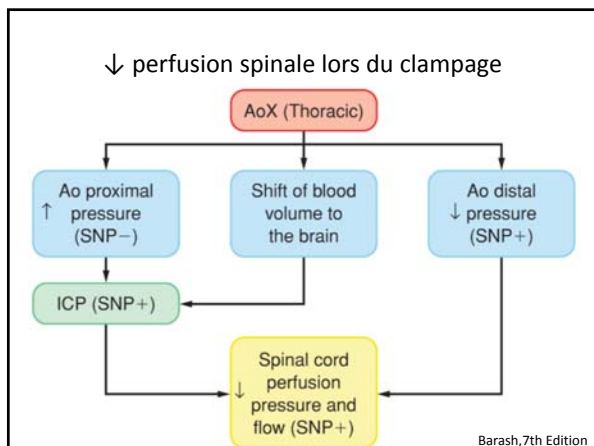 ↓ perfusion spinale lors du clampage
AoX (Thoracic)
Ao proximal
↑ pressure
(SNP−)
Shift of blood
volume to
the brain
Ao distal
↓ pressure
(SNP+)
ICP (SNP+)
Spinal cord
perfusion
↓ pressure and
flow (SNP+)
Barash,7th Edition